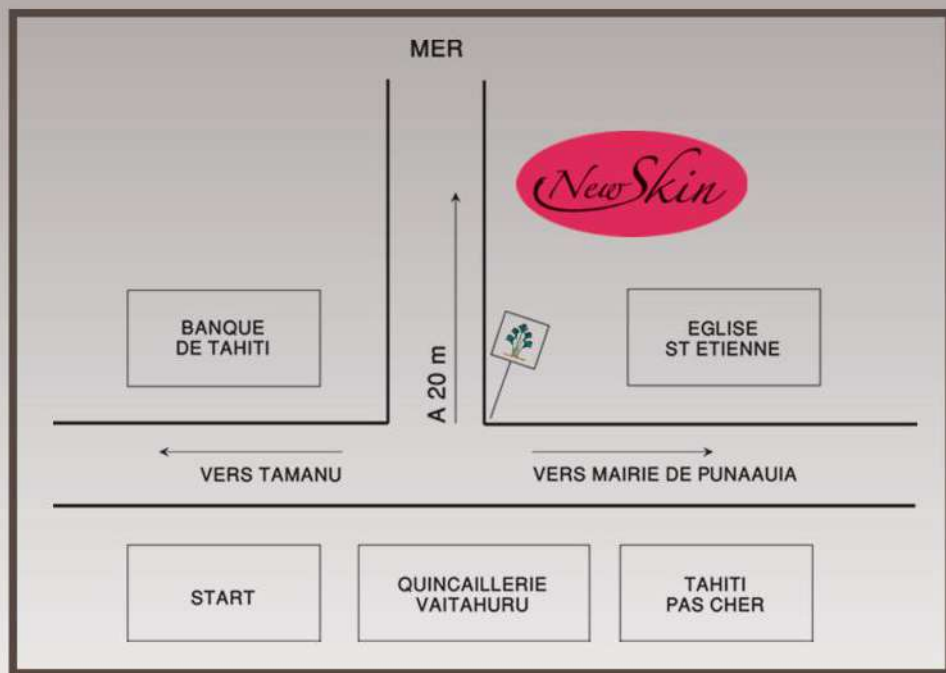 MER
New Skin
BANQUE
DE TAHITI
A 20 m
EGLISE
ST ETIENNE
VERS TAMANU
VERS MAIRIE DE PUNAAUIA
START
QUINCAILLERIE
VAITAHURU
TAHITI
PAS CHER